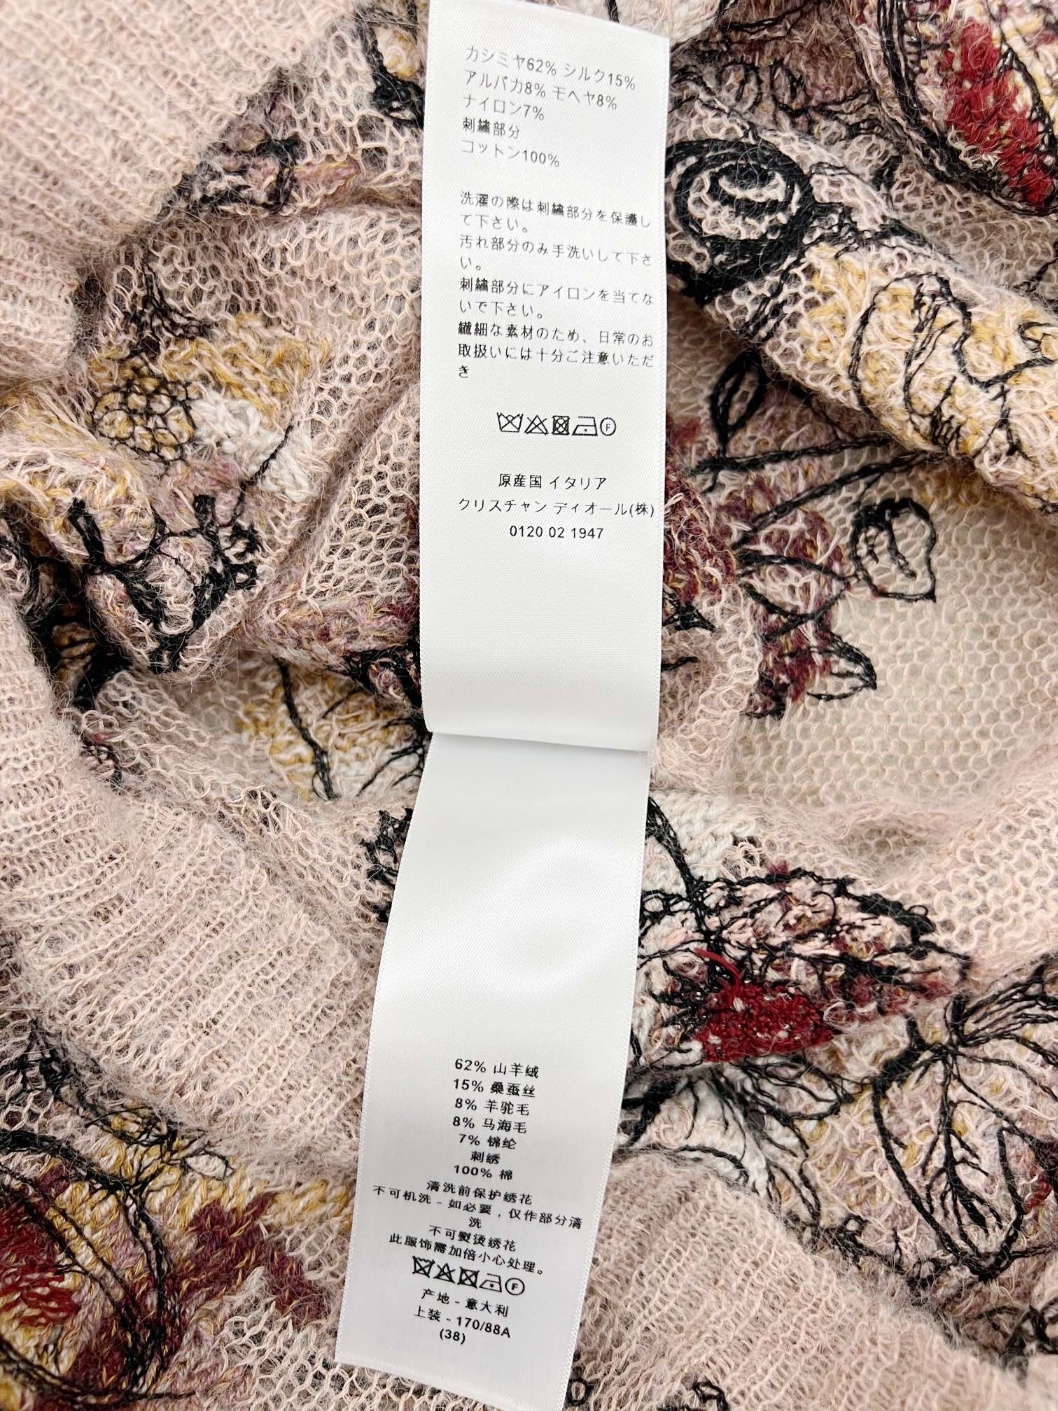 カシミヤ62% シルク15%
アルパカ8% モヘヤ8%
ナイロン7%
刺繍部分
コットン100%
洗濯の際は刺繍部分を保護し
て下さい。
汚れ部分のみ手洗いして下さ
い。
刺繍部分にアイロンを当てな
いで下さい。
繊細な素材のため、日常のお
取扱いには十分ご注意いただ
き
F
原産国 イタリア
クリスチャン ディオール(株)
0120 02 1947
62% 山羊绒
15% 桑蚕丝
8% 羊驼毛
8% 马海毛
7% 锦纶
刺绣
100% 棉
清洗前保护绣花
不可机洗 - 如必要，仅作部分清
洗
不可熨烫绣花
此服饰需加倍小心处理。
F
产地 - 意大利
上装 - 170/88A
(38)